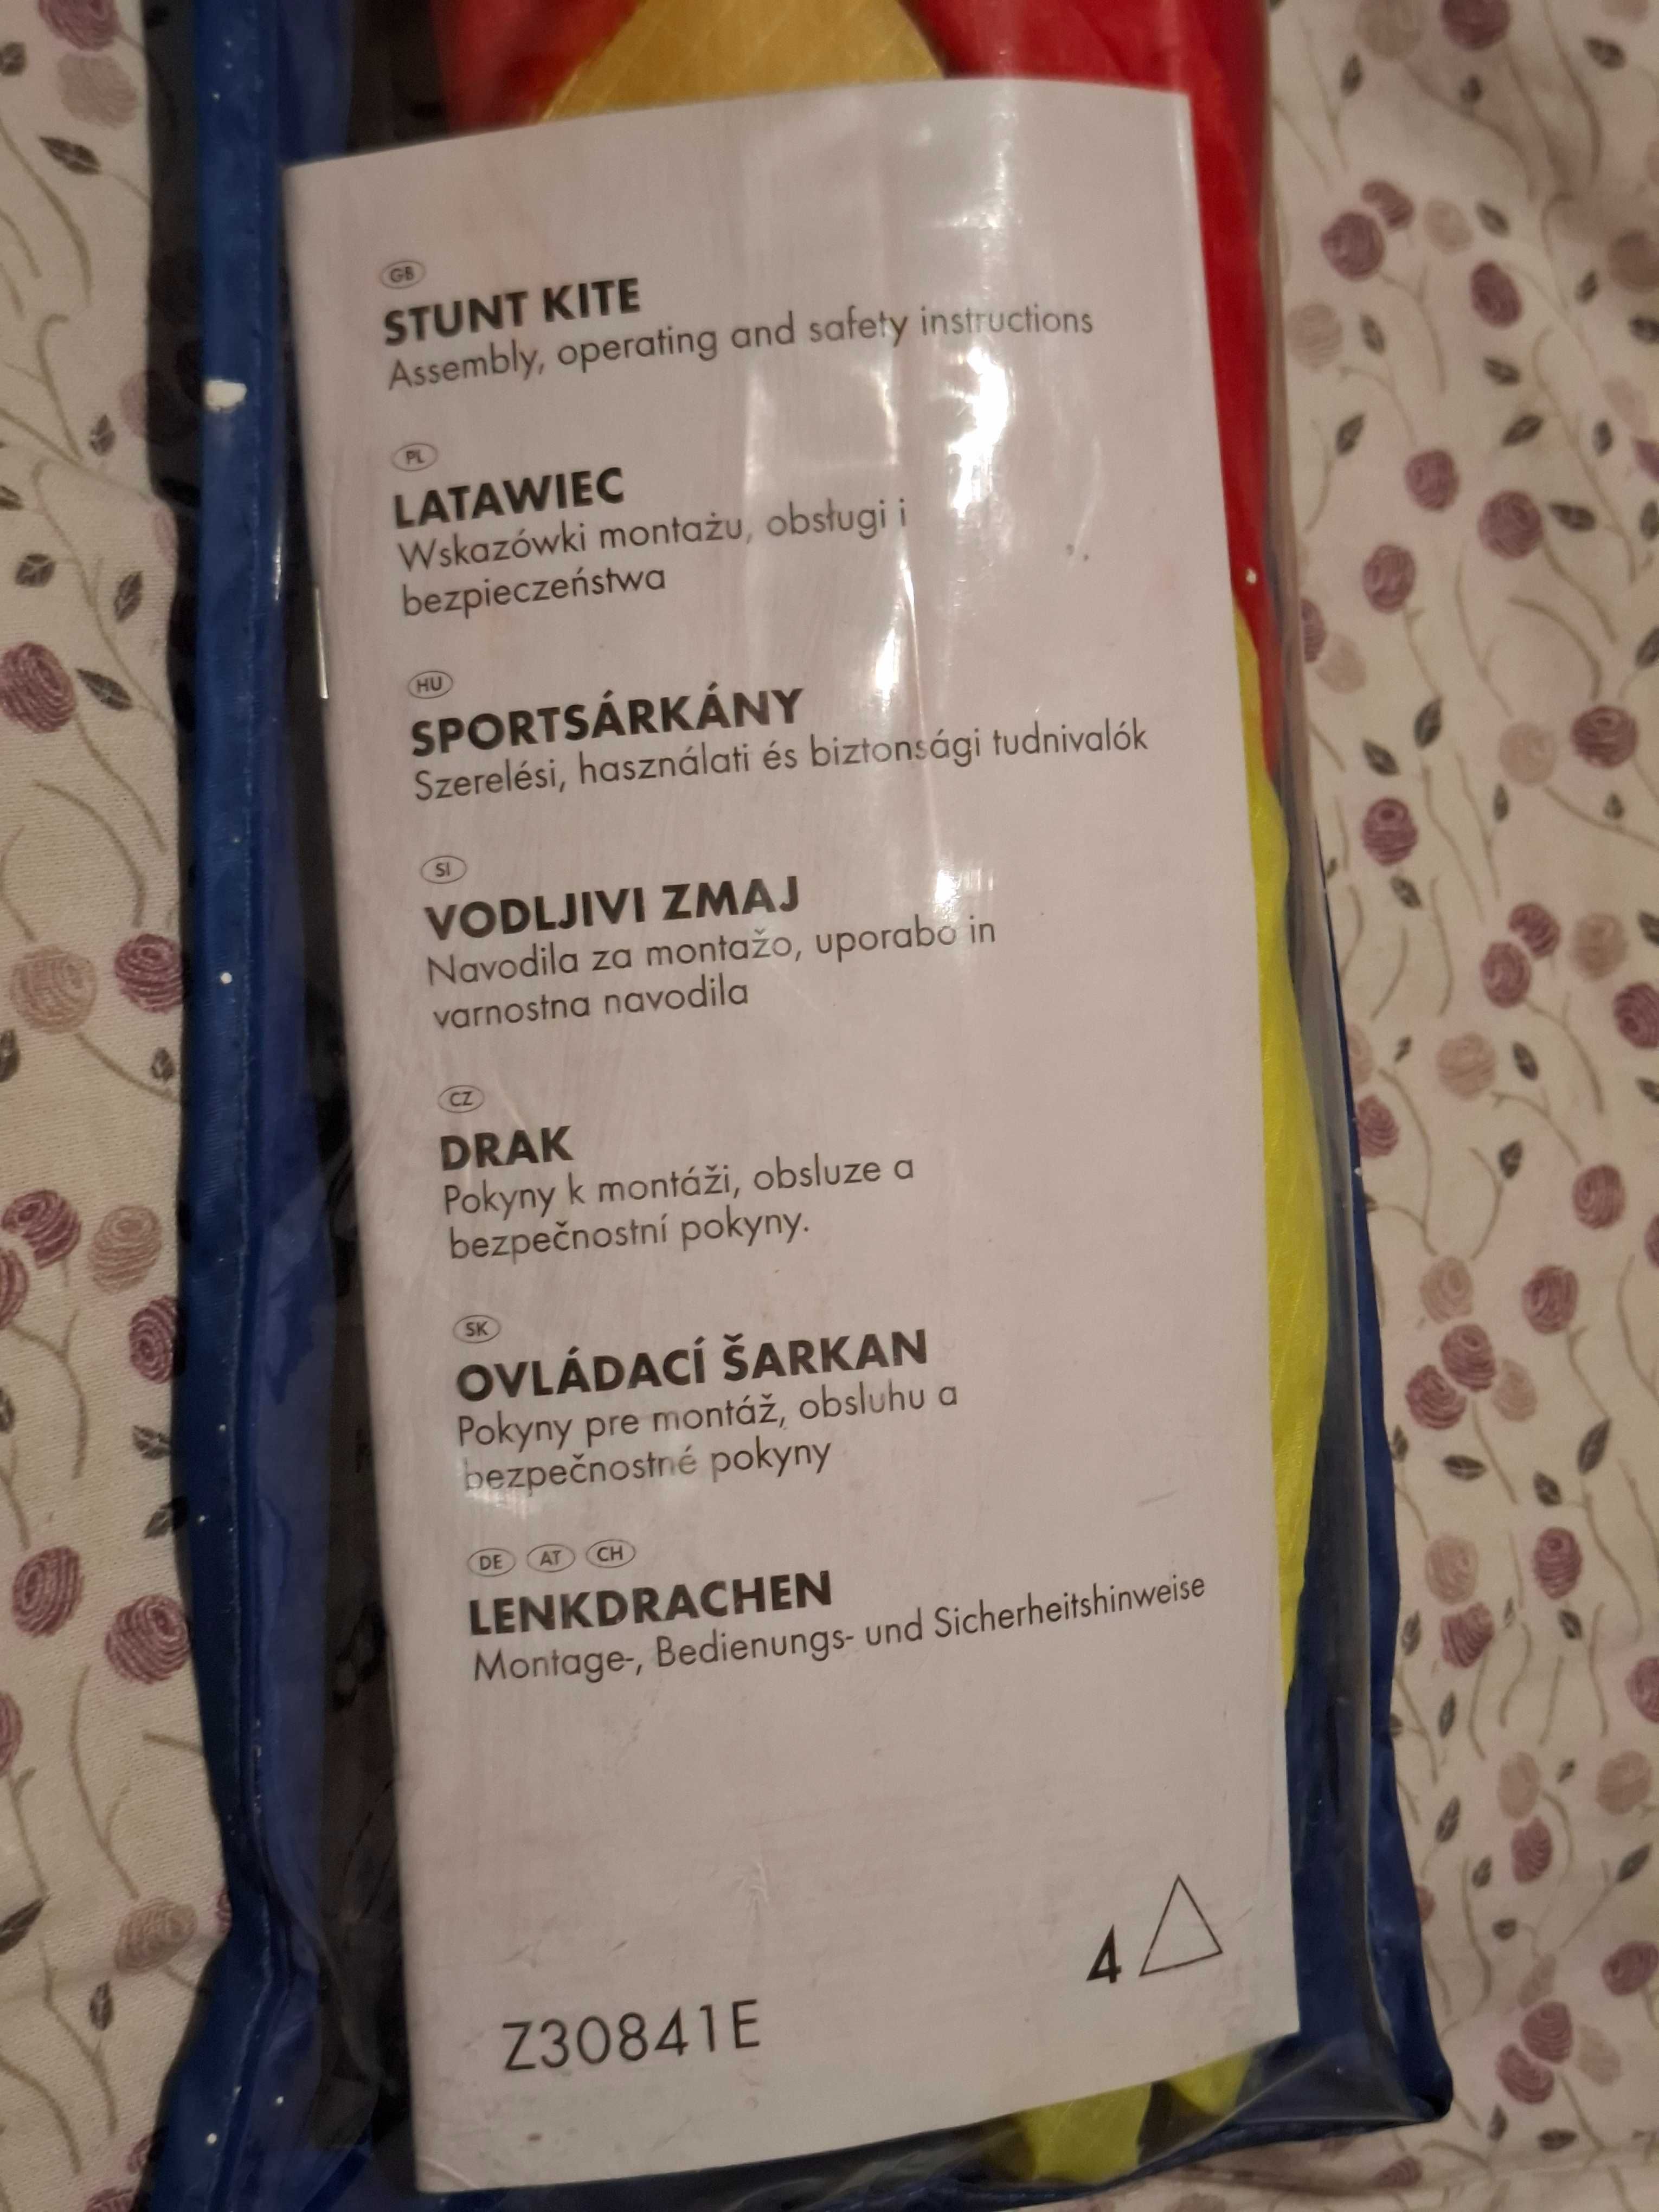 GB
STUNT KITE
Assembly, operating and safety instructions
PL
LATAWIEC
Wskazówki montażu, obsługi i
bezpieczeństwa
HU
SPORTSÁRKÁNY
Szerelési, használati és biztonsági tudnivalók
SI
VODLJIVI ZMAJ
Navodila za montažo, uporabo in
varnostna navodila
CZ
DRAK
Pokyny k montáži, obsluze a
bezpečnostní pokyny.
SK
OVLÁDACÍ ŠARKAN
Pokyny pre montáž, obsluhu a
bezpečnostné pokyny
DE AT CH
LENKDRACHEN
Montage-, Bedienungs- und Sicherheitshinweise
4
Z30841E